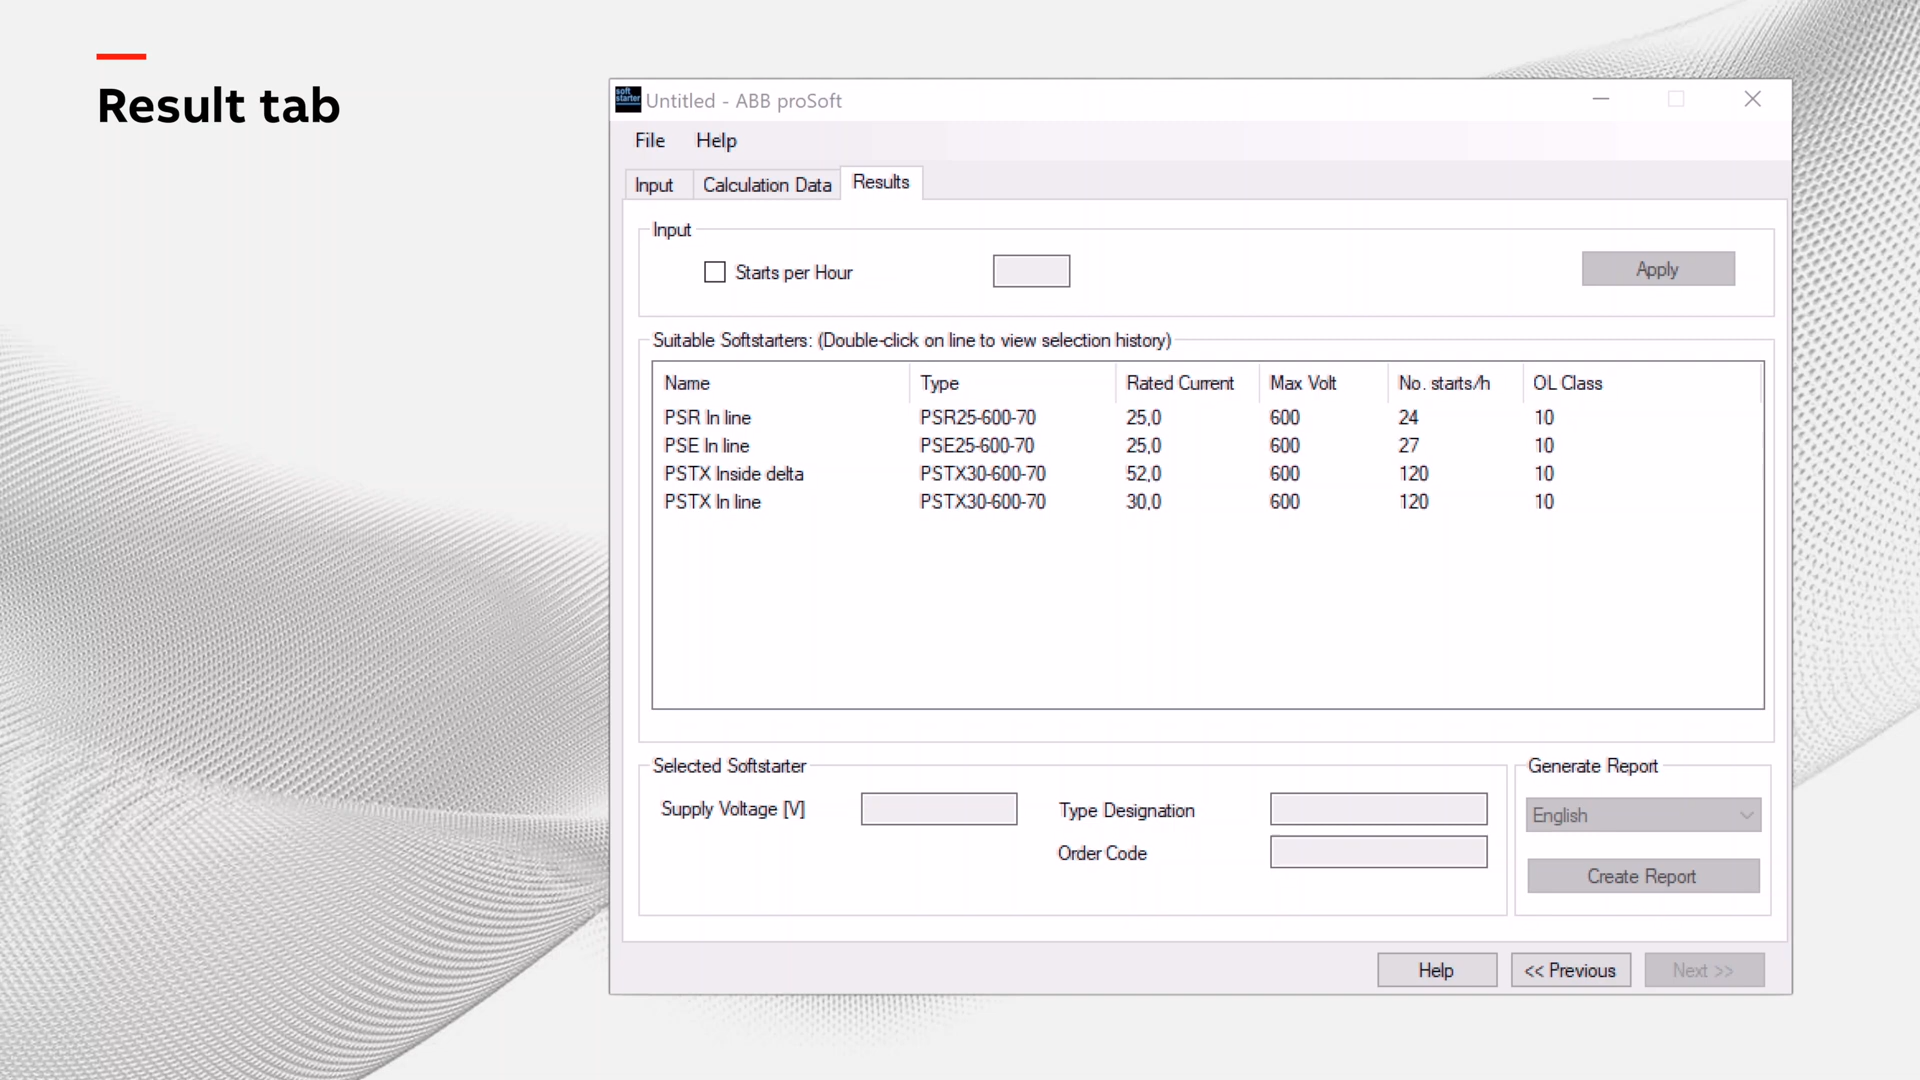 Result tab
soft
starter
Untitled - ABB proSoft
File Help
Input Calculation Data Results
Input
Starts per Hour
Apply
Suitable Softstarters: (Double-click on line to view selection history)
Name Type Rated Current Max Volt No. starts/h OL Class
PSR In line PSR25-600-70 25,0 600 24 10
PSE In line PSE25-600-70 25,0 600 27 10
PSTX Inside delta PSTX30-600-70 52,0 600 120 10
PSTX In line PSTX30-600-70 30,0 600 120 10
Selected Softstarter
Supply Voltage [V]
Type Designation
Order Code
Generate Report
English
Create Report
Help << Previous Next >>